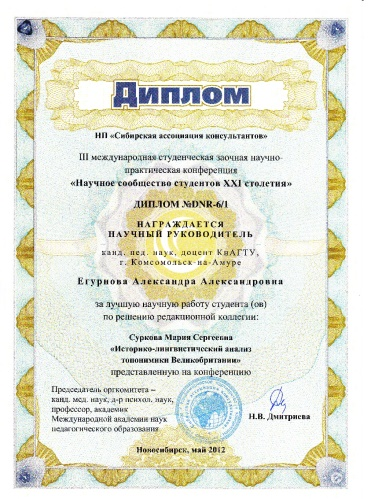 ДИПЛОМ
НП «Сибирская ассоциация консультантов»
III международная студенческая заочная научно-
практическая конференция
«Научное сообщество студентов XXI столетия»
ДИПЛОМ №DNR-6/1
НАГРАЖДАЕТСЯ
НАУЧНЫЙ РУКОВОДИТЕЛЬ
канд. пед. наук, доцент КнАГТУ,
г. Комсомольск-на-Амуре
Егурнова Александра Александровна
за лучшую научную работу студента (ов)
по решению редакционной коллегии:
Суркова Мария Сергеевна
«Историко-лингвистический анализ
топонимики Великобритании»
представленную на конференцию
Председатель оргкомитета –
канд. мед. наук, д-р психол. наук,
профессор, академик
Международной академии наук
педагогического образования
Н.В. Дмитриева
Новосибирск, май 2012